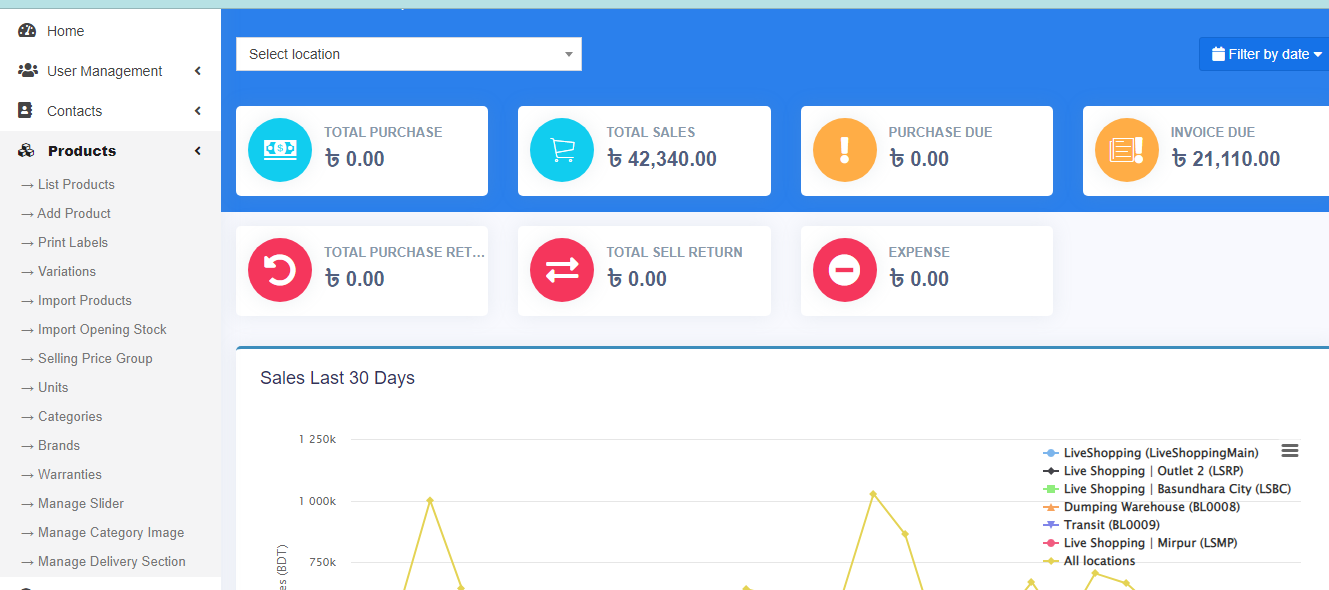 Home
User Management
Contacts
Products
→ List Products
→ Add Product
→ Print Labels
→ Variations
→ Import Products
→ Import Opening Stock
→ Selling Price Group
→ Units
→ Categories
→ Brands
→ Warranties
→ Manage Slider
→ Manage Category Image
→ Manage Delivery Section
Select location
Filter by date
TOTAL PURCHASE
৳ 0.00
TOTAL SALES
৳ 42,340.00
PURCHASE DUE
৳ 0.00
INVOICE DUE
৳ 21,110.00
TOTAL PURCHASE RET...
৳ 0.00
TOTAL SELL RETURN
৳ 0.00
EXPENSE
৳ 0.00
Sales Last 30 Days
1 250k
1 000k
750k
(BDT)
LiveShopping (LiveShoppingMain)
Live Shopping | Outlet 2 (LSRP)
Live Shopping | Basundhara City (LSBC)
Dumping Warehouse (BL0008)
Transit (BL0009)
Live Shopping | Mirpur (LSMP)
All locations